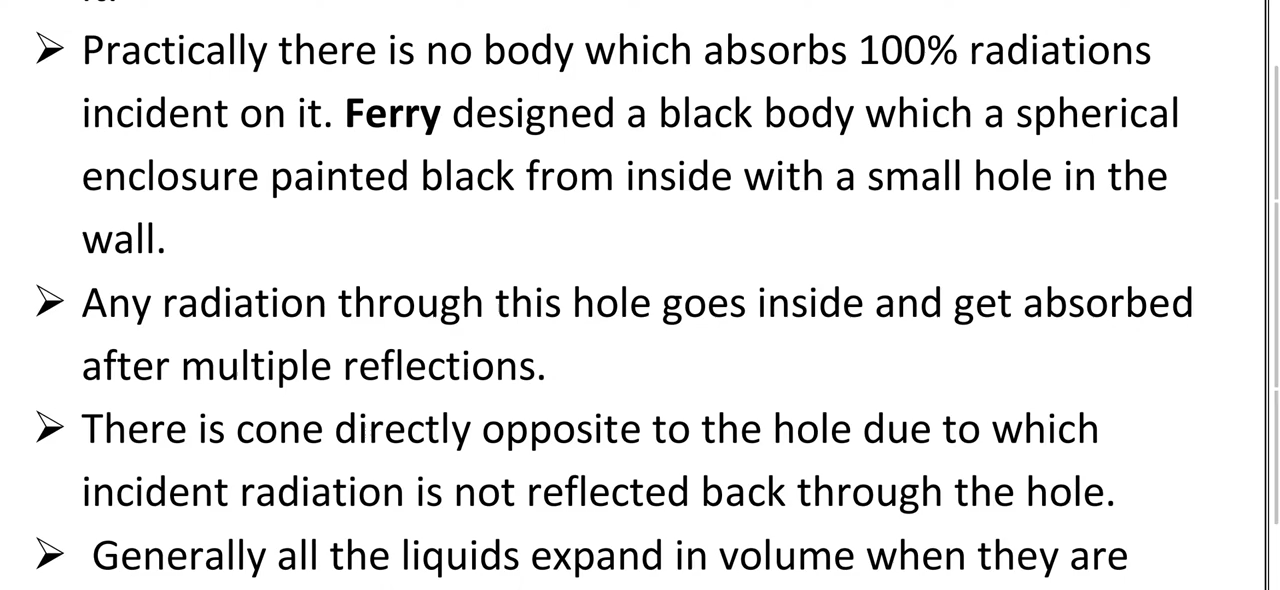 ➢ Practically there is no body which absorbs 100% radiations
incident on it. Ferry designed a black body which a spherical
enclosure painted black from inside with a small hole in the
wall.
➢ Any radiation through this hole goes inside and get absorbed
after multiple reflections.
➢ There is cone directly opposite to the hole due to which
incident radiation is not reflected back through the hole.
➢ Generally all the liquids expand in volume when they are